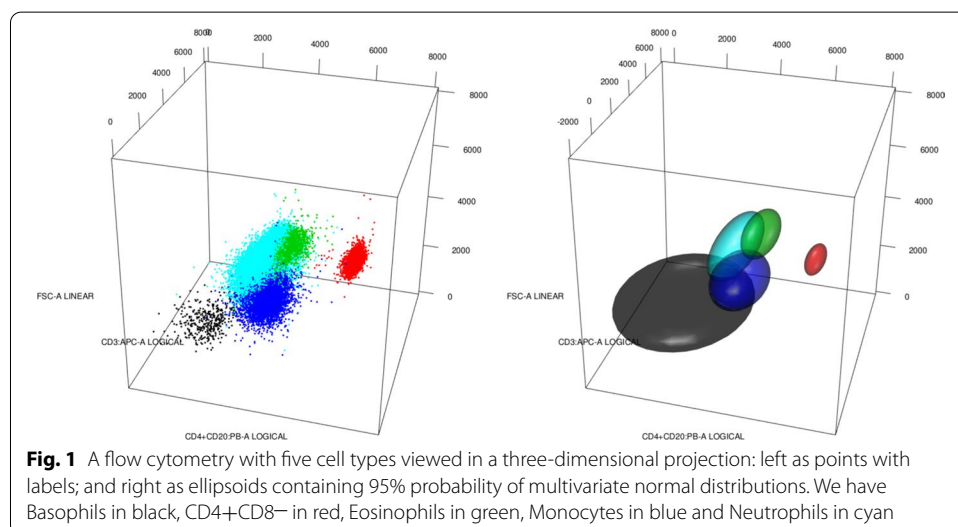 8000 0 2000 4000 6000 8000
6000
4000
2000
0
8000
6000
4000
2000
0
FSC-A LINEAR
CD3:APC-A LOGICAL
CD4+CD20:PB-A LOGICAL
8000 0 2000 4000 6000 8000
6000
4000
2000
0
-2000
8000
6000
4000
2000
0
FSC-A LINEAR
CD3:APC-A LOGICAL
CD4+CD20:PB-A LOGICAL
Fig. 1 A flow cytometry with five cell types viewed in a three-dimensional projection: left as points with
labels; and right as ellipsoids containing 95% probability of multivariate normal distributions. We have
Basophils in black, CD4+CD8− in red, Eosinophils in green, Monocytes in blue and Neutrophils in cyan